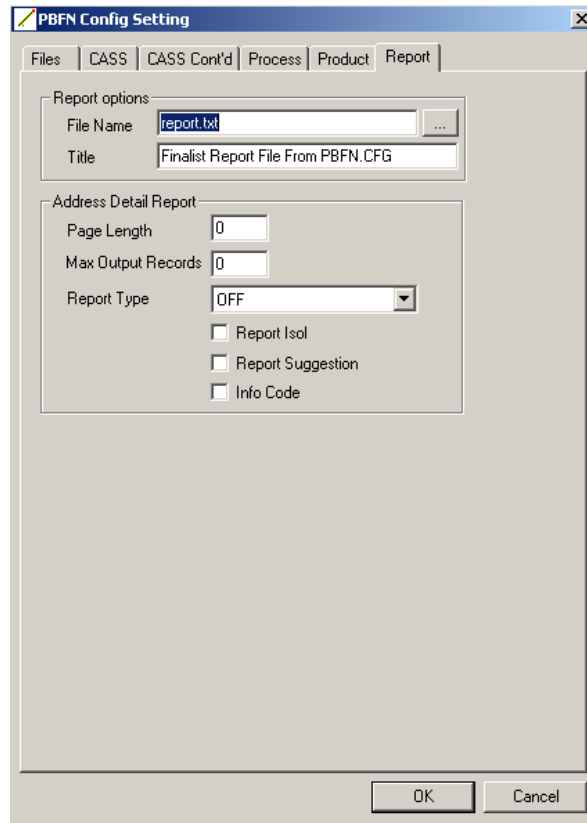 PBFN Config Setting
Files CASS CASS Cont'd Process Product Report
Report options
File Name report.txt ...
Title Finalist Report File From PBFN.CFG
Address Detail Report
Page Length 0
Max Output Records 0
Report Type OFF
Report Isol
Report Suggestion
Info Code
OK Cancel